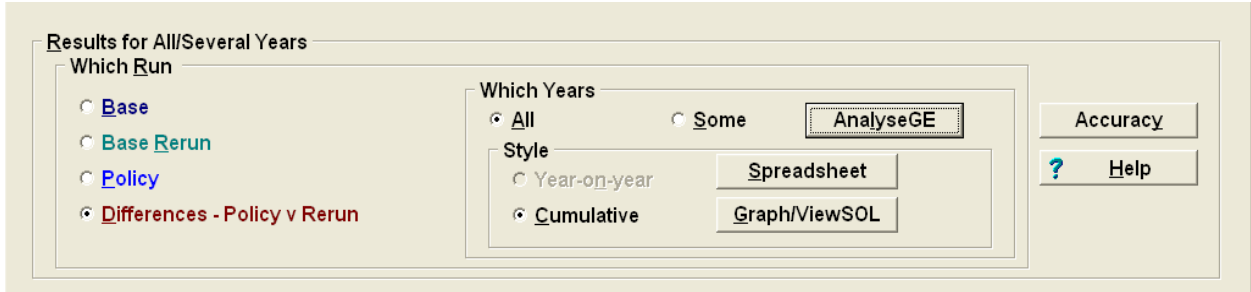 Results for All/Several Years
Which Run
Base
Base Rerun
Policy
Differences - Policy v Rerun
Which Years
All
Some
AnalyseGE
Style
Year-on-year
Spreadsheet
Cumulative
Graph/ViewSOL
Accuracy
? Help